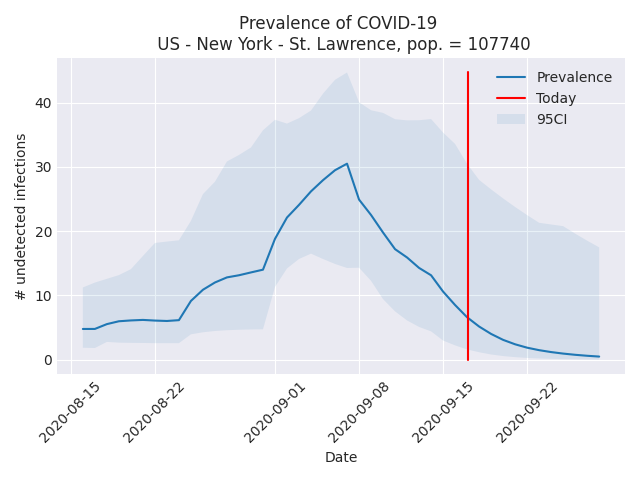 Prevalence of COVID-19
US - New York - St. Lawrence, pop. = 107740
Prevalence
Today
95CI
# undetected infections
40
30
20
10
0
2020-08-15
2020-08-22
2020-09-01
2020-09-08
2020-09-15
2020-09-22
Date